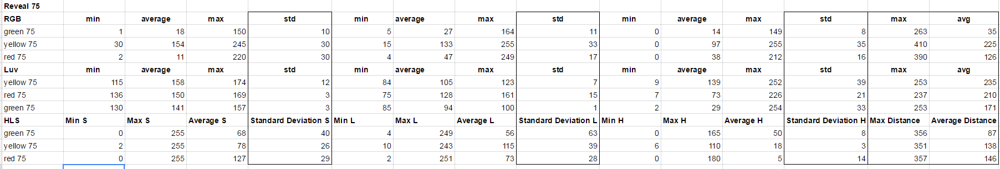 Reveal 75
RGB min average max std min average max std min average max std max avg
green 75 1 18 150 10 5 27 164 11 0 14 149 8 263 35
yellow 75 30 154 245 30 15 133 255 33 0 97 255 35 410 225
red 75 2 11 220 30 4 47 249 17 0 38 212 16 390 126
Luv min average max std min average max std min average max std max avg
yellow 75 115 158 174 12 84 105 123 7 9 139 252 39 253 235
red 75 136 150 169 3 75 128 161 15 7 73 226 21 237 210
green 75 130 141 157 3 85 94 100 1 2 29 254 33 253 171
HLS Min S Max S Average S Standard Deviation S Min L Max L Average L Standard Deviation L Min H Max H Average H Standard Deviation H Max Distance Average Distance
green 75 0 255 68 40 4 249 56 63 0 165 50 8 356 87
yellow 75 2 255 78 26 10 243 115 39 6 110 18 3 351 138
red 75 0 255 127 29 2 251 73 28 0 180 5 14 357 146